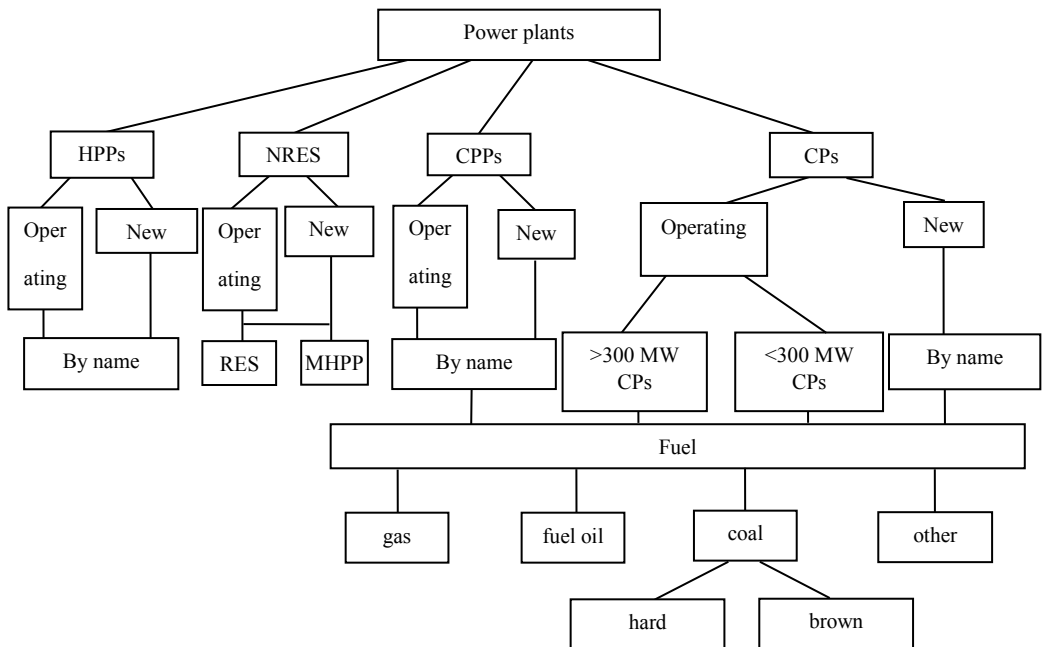 Power plants
HPPs
NRES
CPPs
CPs
Oper
ating
New
Oper
ating
New
Oper
ating
New
Operating
New
By name
RES
MHPP
By name
>300 MW
CPs
<300 MW
CPs
By name
Fuel
gas
fuel oil
coal
other
hard
brown